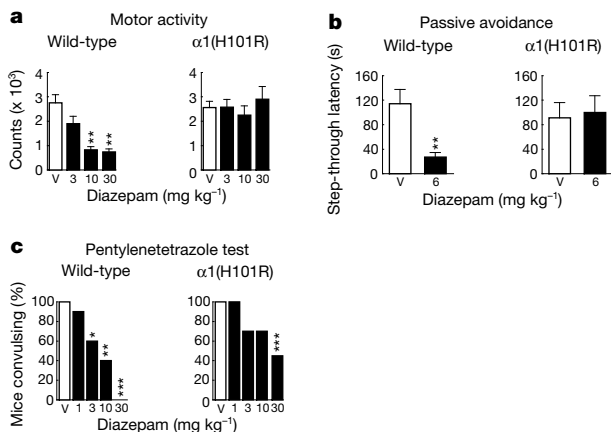 a
Motor activity
Wild-type
α1(H101R)
Counts (x 10³)
4
3
2
1
0
4
3
2
1
0
** **
V 3 10 30
V 3 10 30
Diazepam (mg kg⁻¹)
b
Passive avoidance
Wild-type
α1(H101R)
Step-through latency (s)
160
120
80
40
0
160
120
80
40
0
**
V 6
V 6
Diazepam (mg kg⁻¹)
c
Pentylenetetrazole test
Wild-type
α1(H101R)
Mice convulsing (%)
100
80
60
40
20
0
100
80
60
40
20
0
* ** ***
***
V 1 3 10 30
V 1 3 10 30
Diazepam (mg kg⁻¹)